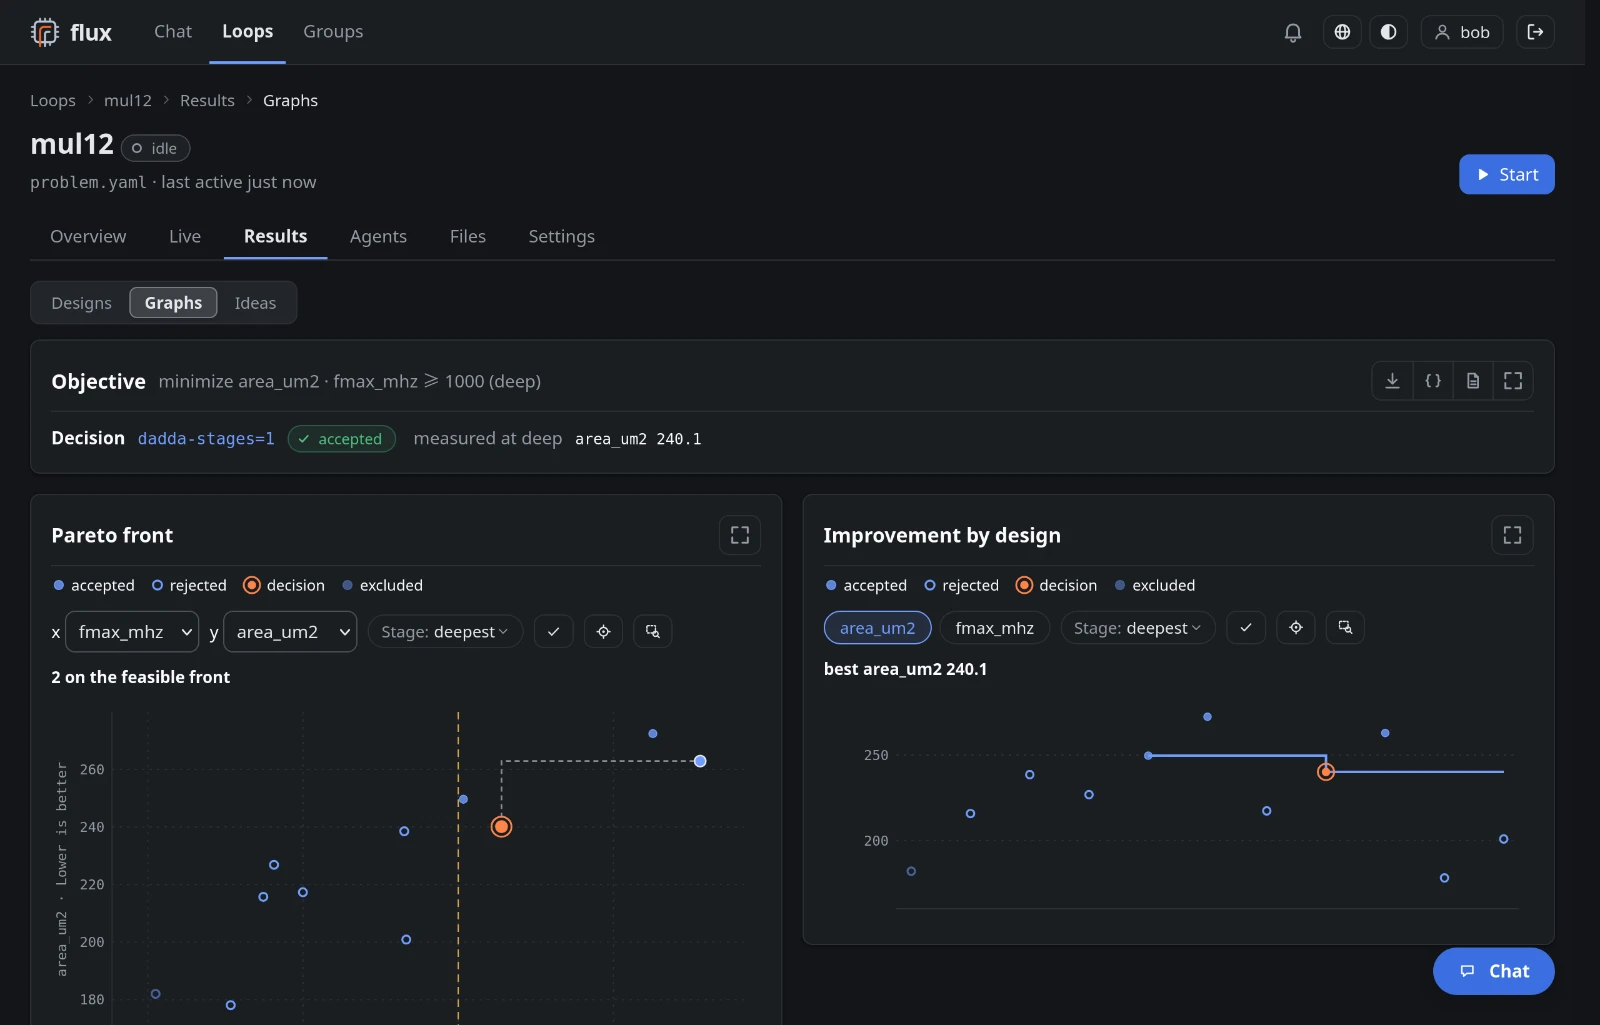 flux
Chat
Loops
Groups
bob
Loops > mul12 > Results > Graphs
mul12
idle
problem.yaml · last active just now
Start
Overview
Live
Results
Agents
Files
Settings
Designs
Graphs
Ideas
Objective minimize area_um2 · fmax_mhz ⩾ 1000 (deep)
{}
Decision dadda-stages=1 accepted measured at deep area_um2 240.1
Pareto front
accepted rejected decision excluded
x fmax_mhz y area_um2 Stage: deepest
2 on the feasible front
area_um2 · Lower is better
260
240
220
200
180
Improvement by design
accepted rejected decision excluded
area_um2 fmax_mhz Stage: deepest
best area_um2 240.1
250
200
Chat